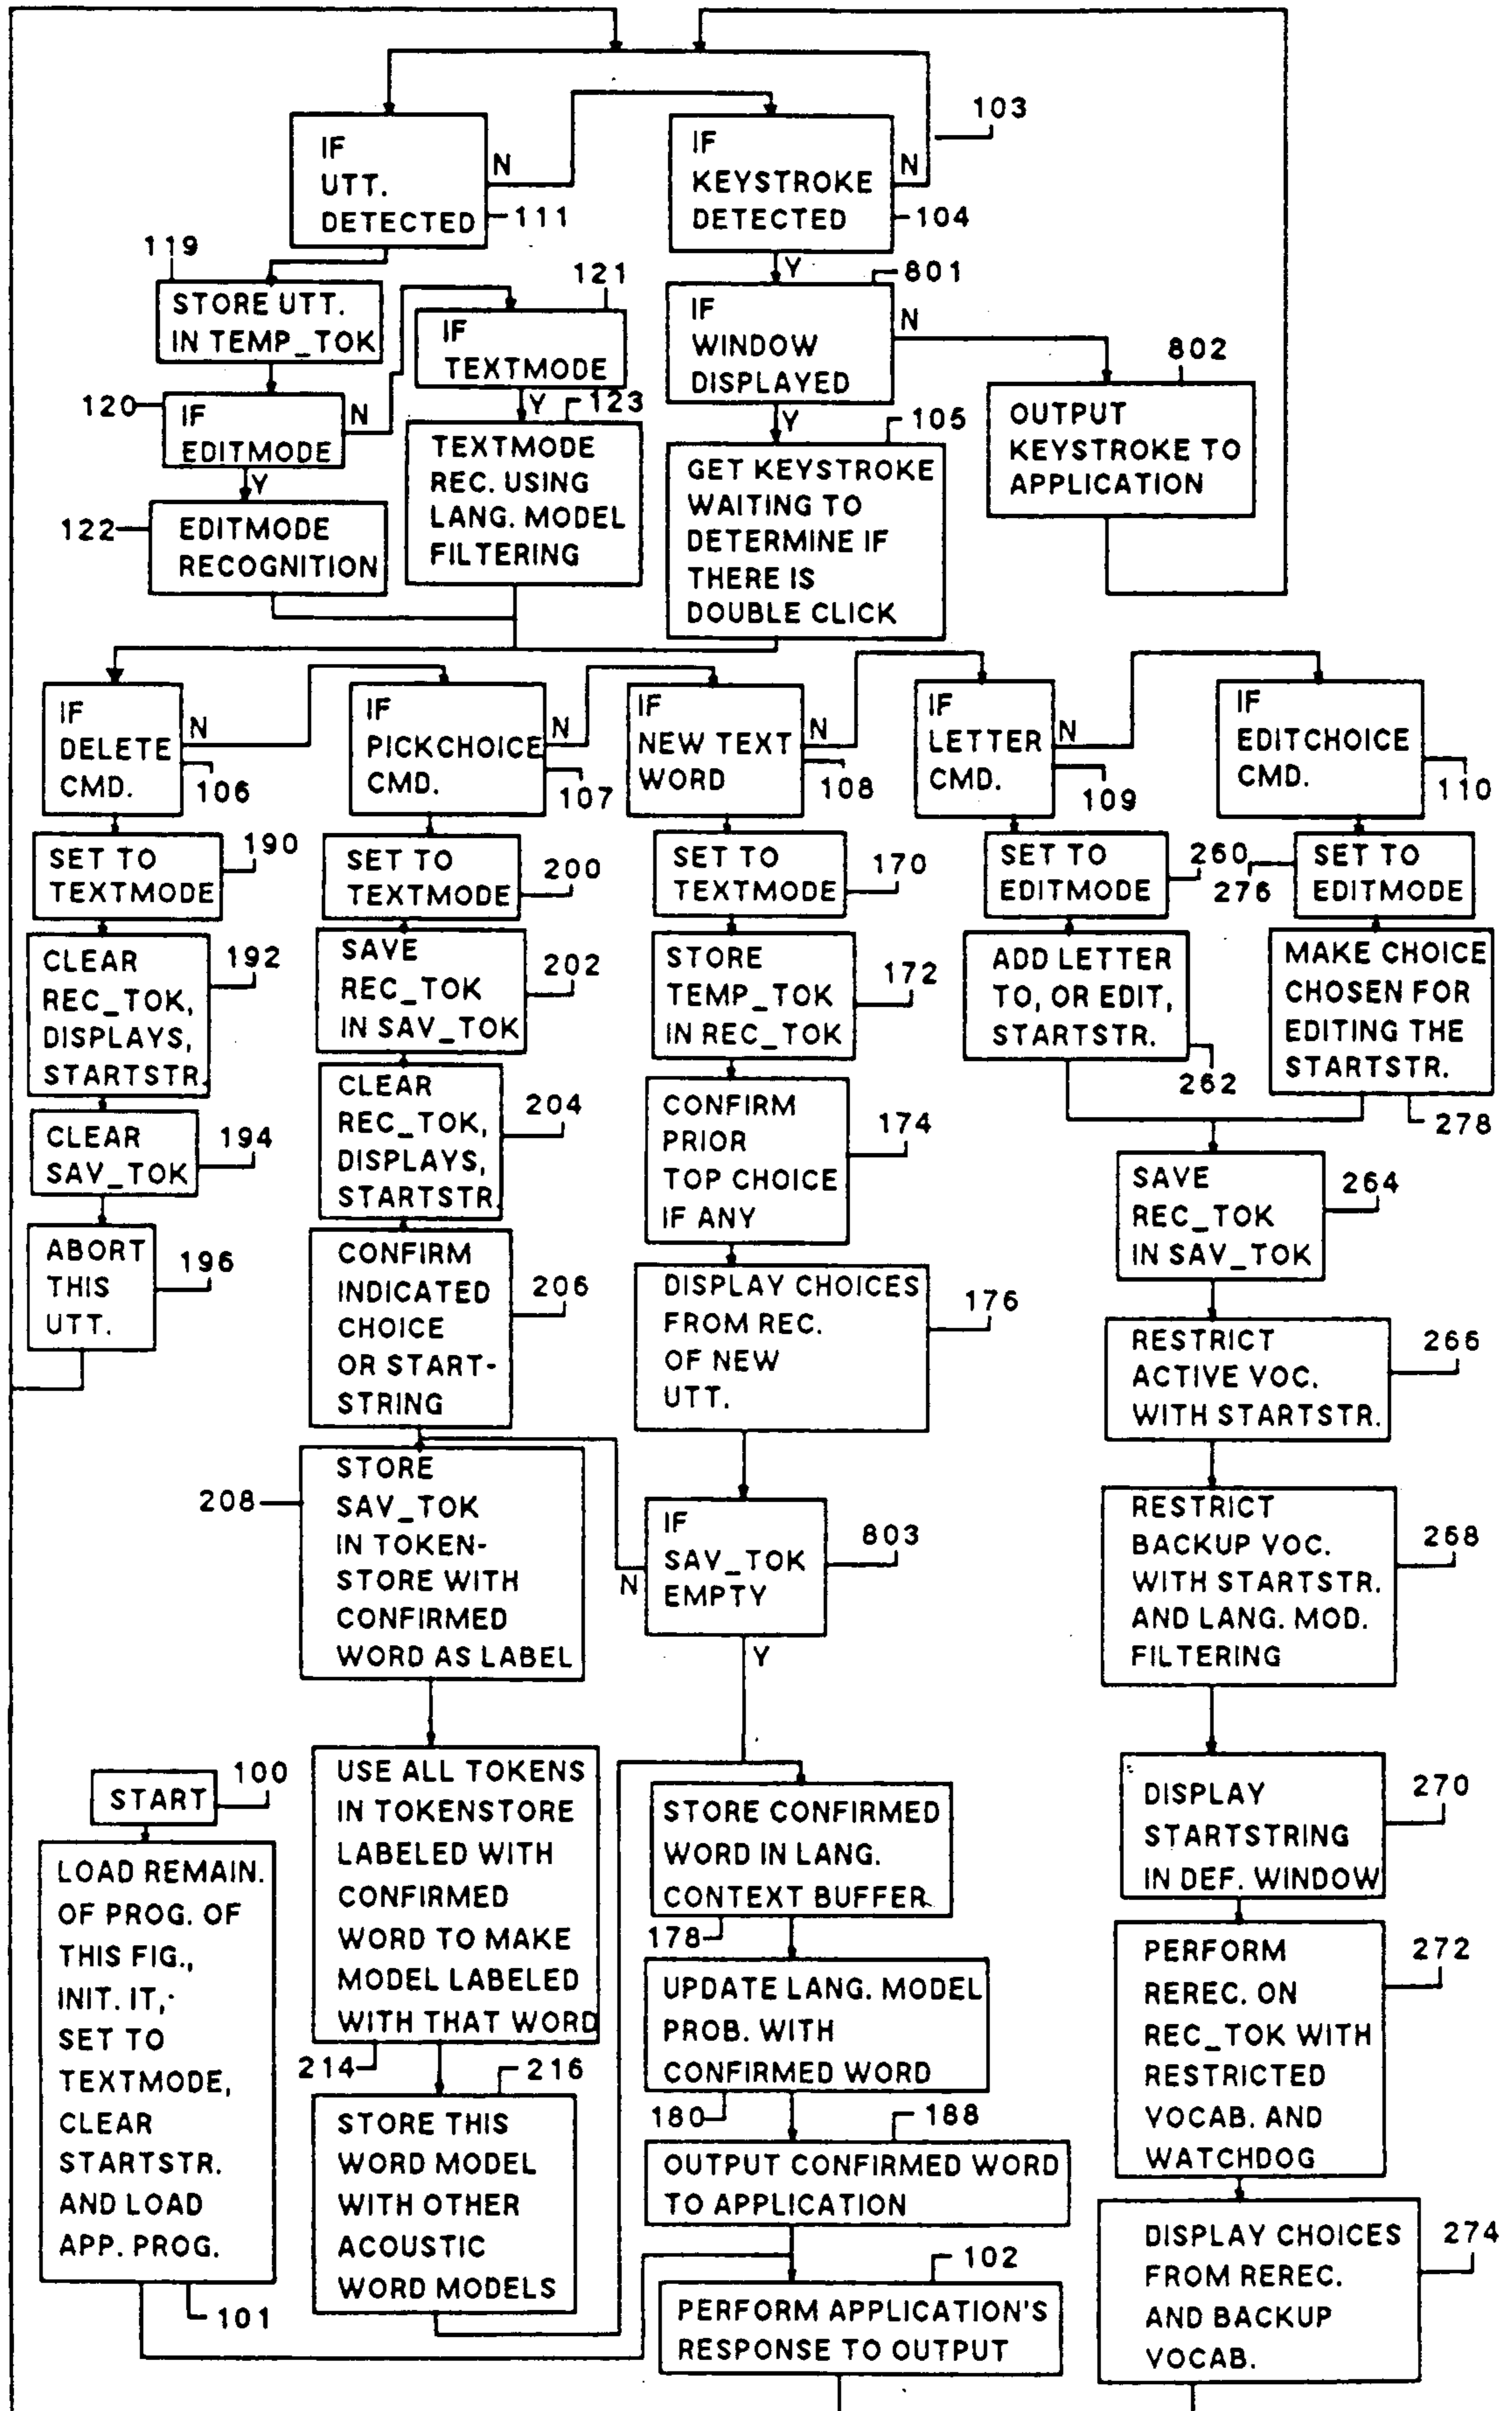 103
IF
UTT.
DETECTED
N
111
IF
KEYSTROKE
DETECTED
N
104
119
STORE UTT.
IN TEMP_TOK
121
IF
TEXTMODE
Y
801
IF
WINDOW
DISPLAYED
N
802
OUTPUT
KEYSTROKE TO
APPLICATION
120
IF
EDITMODE
N
Y
Y
123
TEXTMODE
REC. USING
LANG. MODEL
FILTERING
Y
105
GET KEYSTROKE
WAITING TO
DETERMINE IF
THERE IS
DOUBLE CLICK
122
EDITMODE
RECOGNITION
IF
DELETE
CMD.
N
106
IF
PICKCHOICE
CMD.
N
107
IF
NEW TEXT
WORD
N
108
IF
LETTER
CMD.
N
109
IF
EDITCHOICE
CMD.
110
SET TO
TEXTMODE
190
CLEAR
REC_TOK,
DISPLAYS,
STARTSTR.
192
CLEAR
SAV_TOK
194
ABORT
THIS
UTT.
196
SET TO
TEXTMODE
200
SAVE
REC_TOK
IN SAV_TOK
202
CLEAR
REC_TOK,
DISPLAYS,
STARTSTR
204
CONFIRM
INDICATED
CHOICE
OR START-
STRING
206
STORE
SAV_TOK
IN TOKEN-
STORE WITH
CONFIRMED
WORD AS LABEL
208
USE ALL TOKENS
IN TOKENSTORE
LABELED WITH
CONFIRMED
WORD TO MAKE
MODEL LABELED
WITH THAT WORD
214
216
STORE THIS
WORD MODEL
WITH OTHER
ACOUSTIC
WORD MODELS
SET TO
TEXTMODE
170
STORE
TEMP_TOK
IN REC_TOK
172
CONFIRM
PRIOR
TOP CHOICE
IF ANY
174
DISPLAY CHOICES
FROM REC.
OF NEW
UTT.
176
IF
SAV_TOK
EMPTY
803
N
Y
STORE CONFIRMED
WORD IN LANG.
CONTEXT BUFFER
178
UPDATE LANG. MODEL
PROB. WITH
CONFIRMED WORD
180
188
OUTPUT CONFIRMED WORD
TO APPLICATION
102
PERFORM APPLICATION'S
RESPONSE TO OUTPUT
SET TO
EDITMODE
260
ADD LETTER
TO, OR EDIT,
STARTSTR.
262
276
SET TO
EDITMODE
MAKE CHOICE
CHOSEN FOR
EDITING THE
STARTSTR.
278
SAVE
REC_TOK
IN SAV_TOK
264
RESTRICT
ACTIVE VOC.
WITH STARTSTR.
266
RESTRICT
BACKUP VOC.
WITH STARTSTR.
AND LANG. MOD.
FILTERING
268
DISPLAY
STARTSTRING
IN DEF. WINDOW
270
PERFORM
REREC. ON
REC_TOK WITH
RESTRICTED
VOCAB. AND
WATCHDOG
272
DISPLAY CHOICES
FROM REREC.
AND BACKUP
VOCAB.
274
START
100
LOAD REMAIN.
OF PROG. OF
THIS FIG.,
INIT. IT,
SET TO
TEXTMODE,
CLEAR
STARTSTR.
AND LOAD
APP. PROG.
101